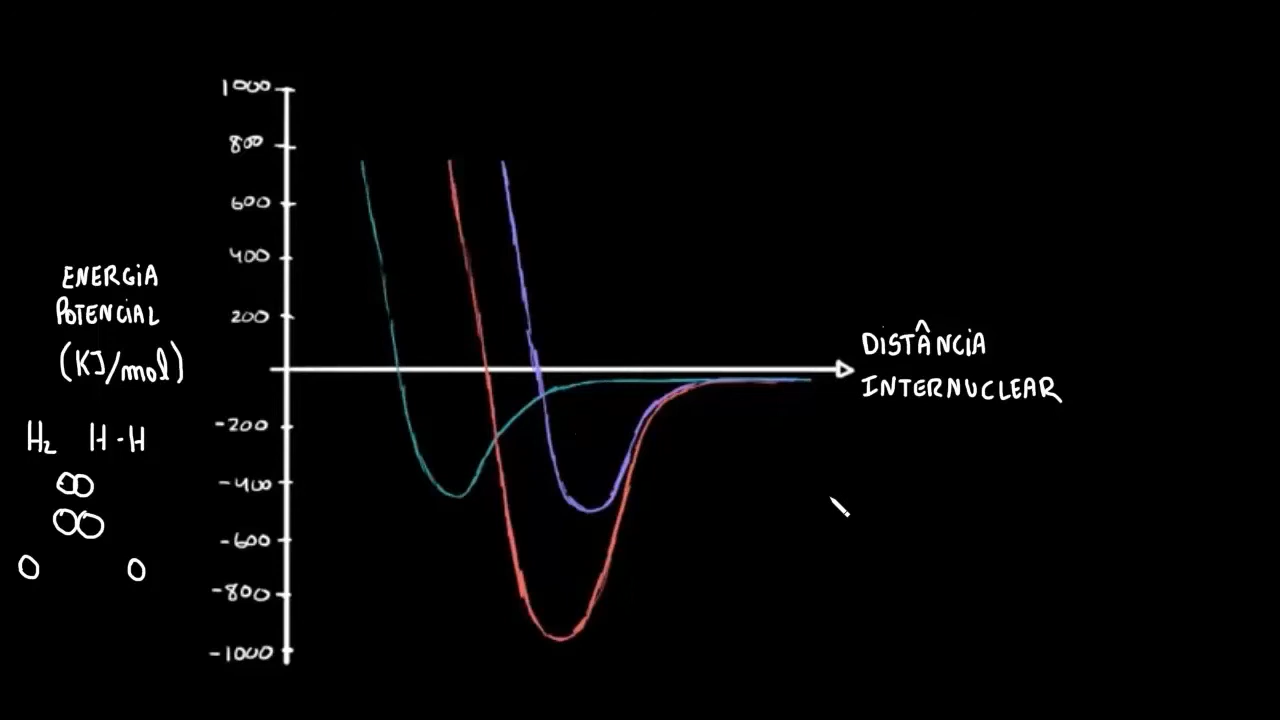 1000
800
600
400
200
-200
-400
-600
-800
-1000
ENERGIA
POTENCIAL
(KJ/mol)
H₂ H-H
DISTÂNCIA
INTERNUCLEAR